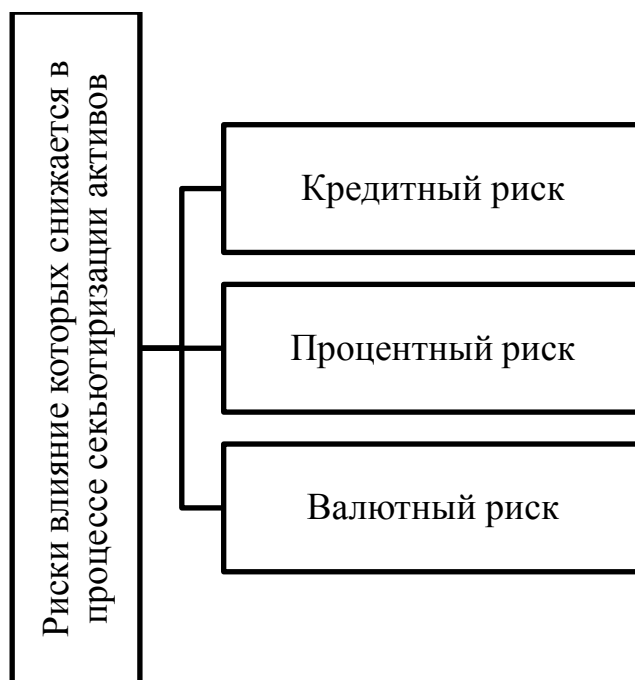 Риски влияние которых снижается в
процессе секьютиризации активов
Кредитный риск
Процентный риск
Валютный риск